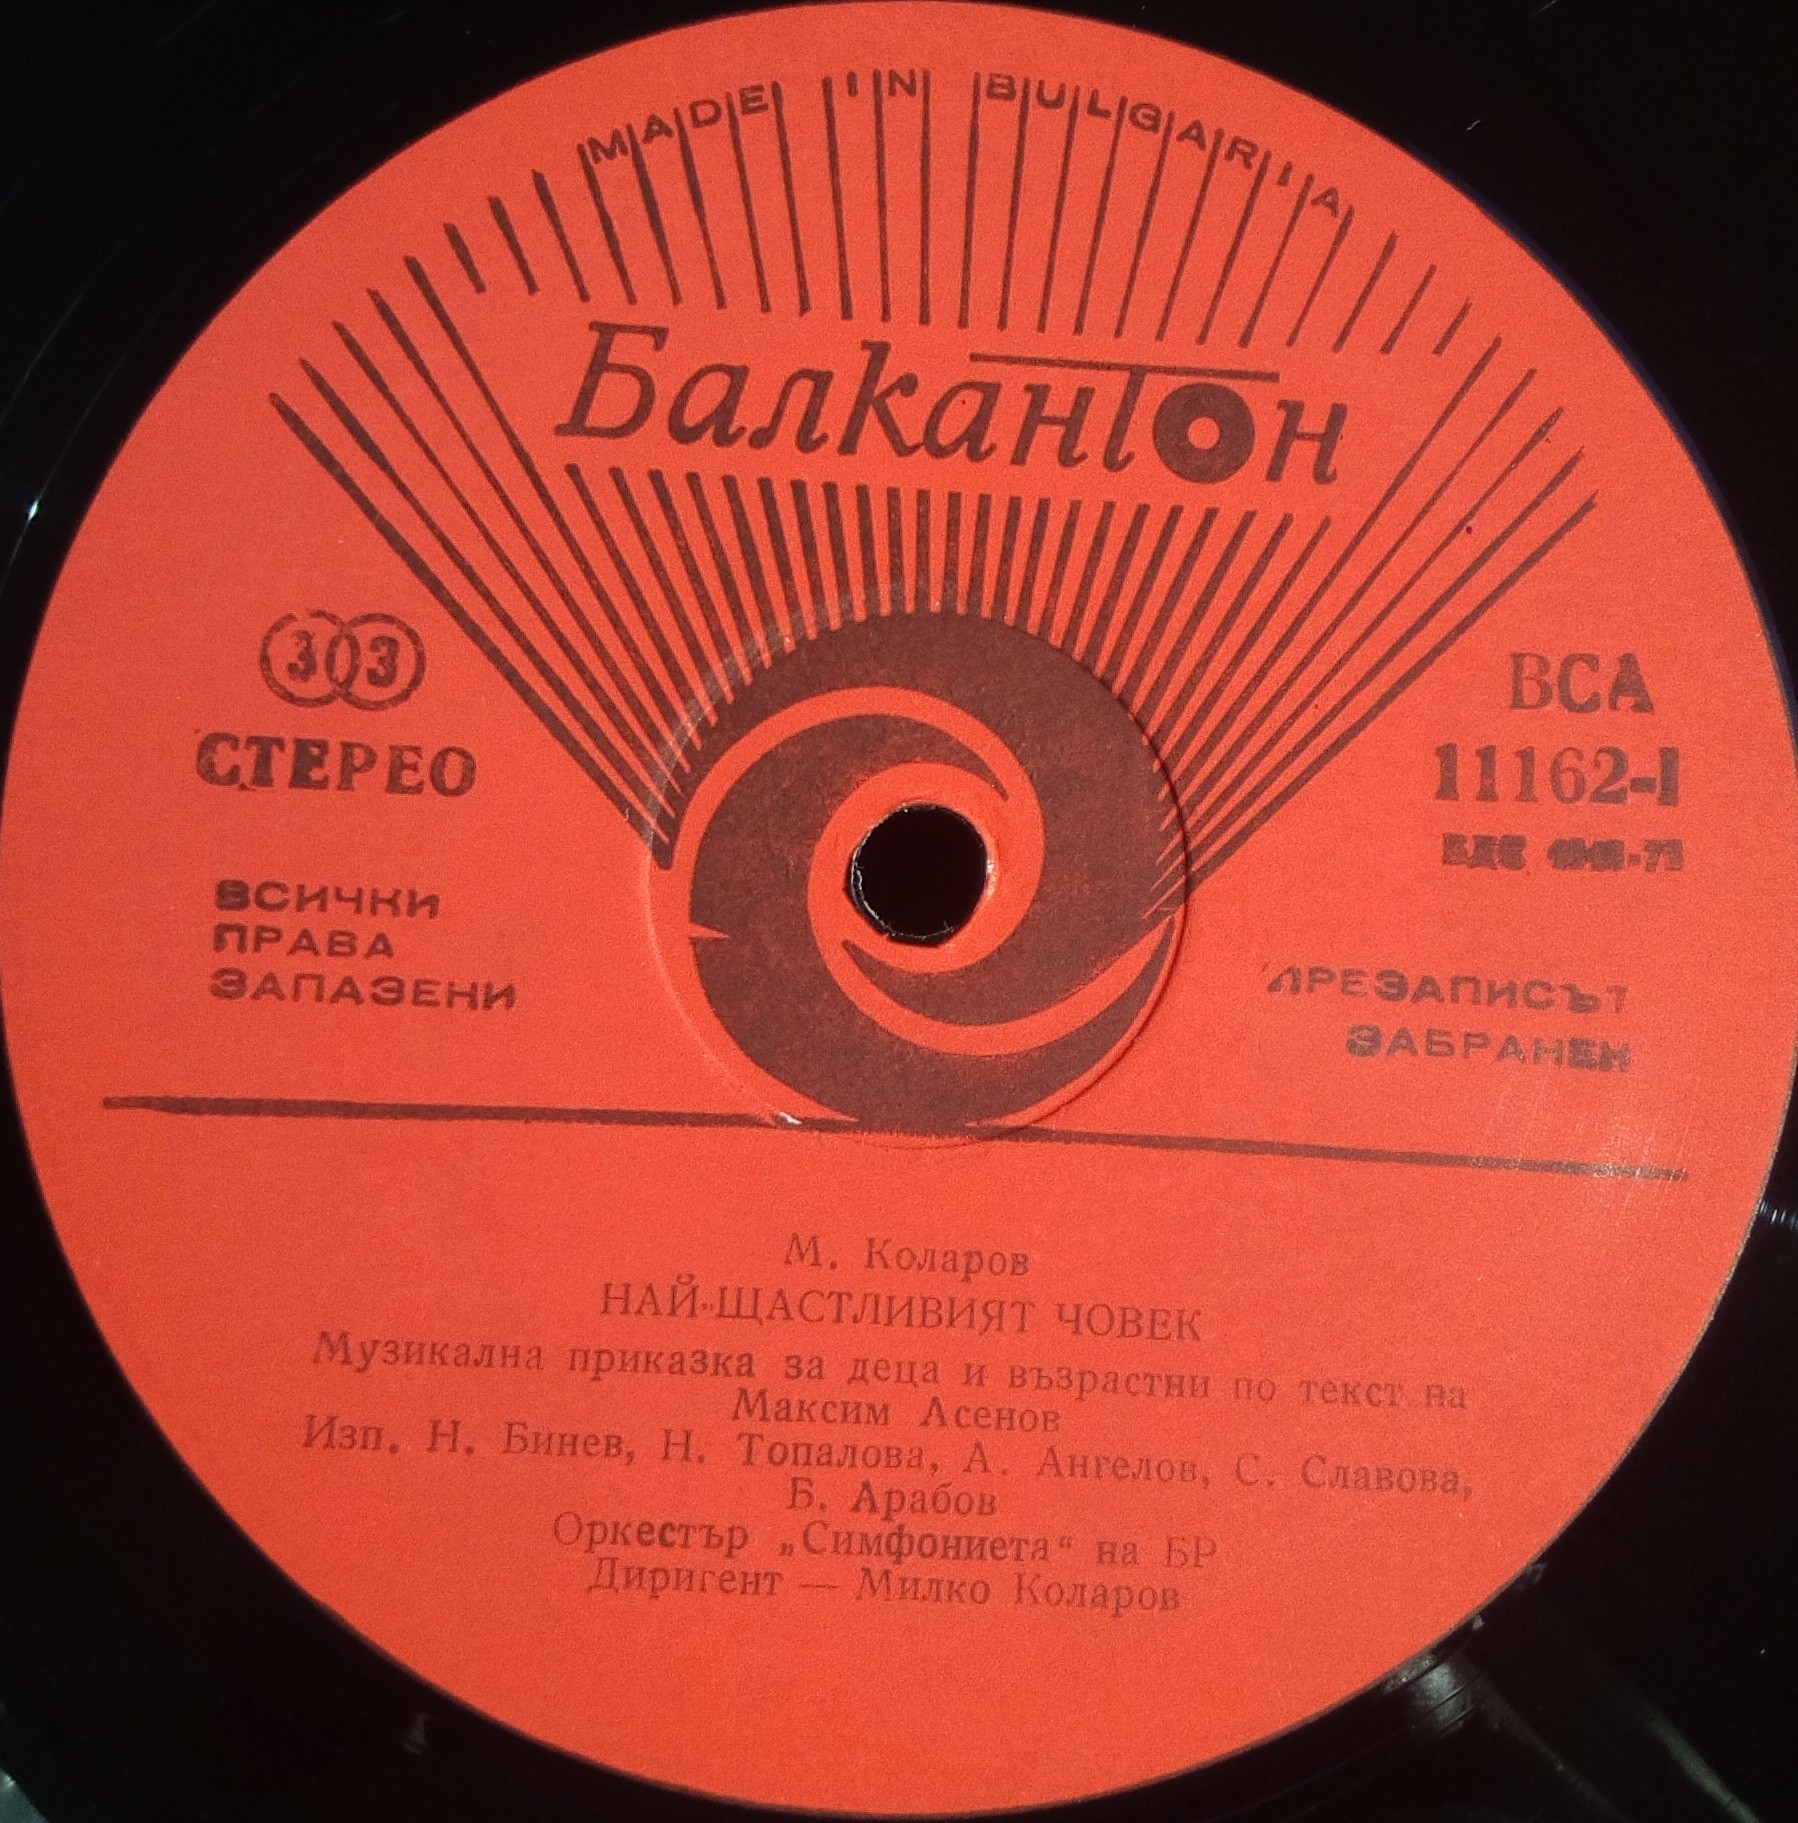 MADE IN BULGARIA
Балкантон
33
СТЕРЕО
ВСИЧКИ
ПРАВА
ЗАПАЗЕНИ
ВСА
11162-I
ПРЕЗАПИСЪТ
ЗАБРАНЕН
М. Коларов
НАЙ-ЩАСТЛИВИЯТ ЧОВЕК
Музикална приказка за деца и възрастни по текст на
Максим Асенов
Изп. Н. Бинев, Н. Топалова, А. Ангелов, С. Славова,
Б. Арабов
Оркестър „Симфониета“ на БР
Диригент — Милко Коларов